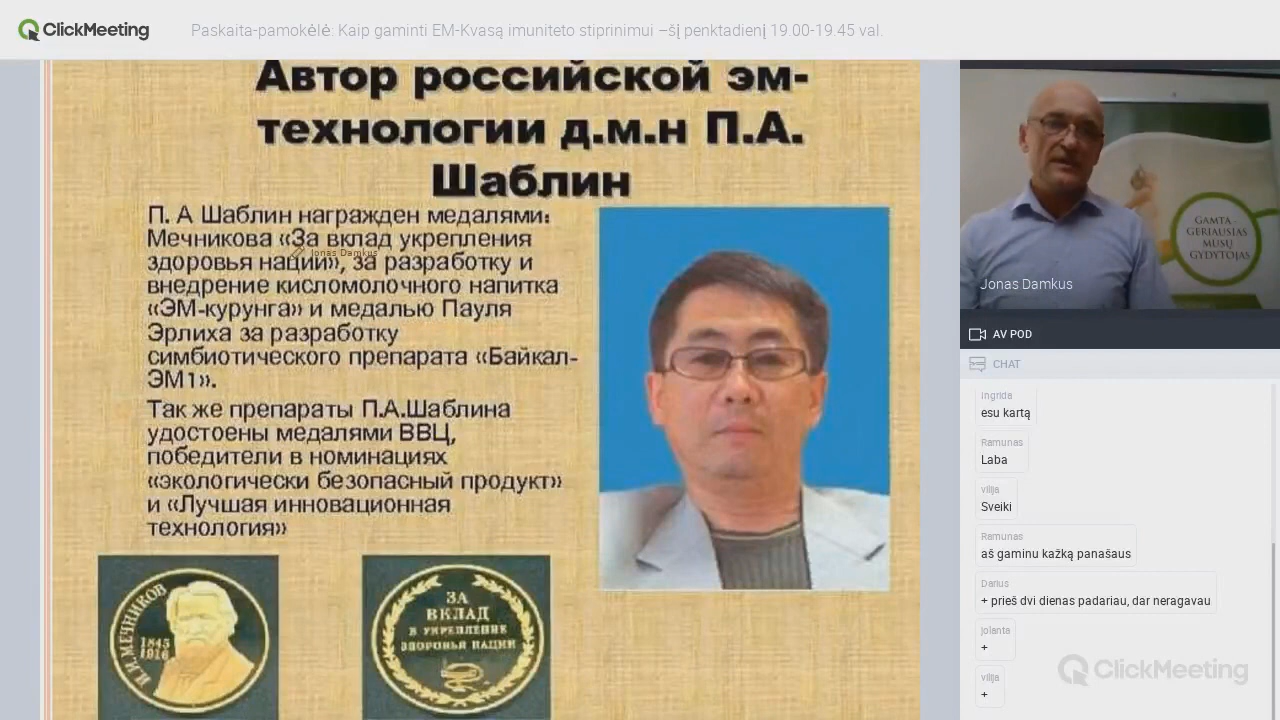 ClickMeeting
Paskaita-pamokėlė: Kaip gaminti EM-Kvasą imuniteto stiprinimui –šį penktadienį 19 00-19 45 val.
Автор российской эм-
технологии д.м.н П.А.
Шаблин
П. А Шаблин награжден медалями:
Мечникова «За вклад укрепления
здоровья нации», за разработку и
внедрение кисломолочного напитка
«ЭМ-курунга» и медалью Пауля
Эрлиха за разработку
симбиотического препарата «Байкал-
ЭМ1».
Так же препараты П.А.Шаблина
удостоены медалями ВВЦ,
победители в номинациях
«экологически безопасный продукт»
и «Лучшая инновационная
технология»
Jonas Damkus
И.И.МЕЧНИКОВ
1845
1916
ЗА
ВКЛАД
В УКРЕПЛЕНИЕ
ЗДОРОВЬЯ НАЦИИ
GAMTA
GERIAUSIAS
MŪSŲ
GYDYTOJAS
Jonas Damkus
AV POD
CHAT
Ingrida
esu kartą
Ramunas
Laba
vilija
Sveiki
Ramunas
aš gaminu kažką panašaus
Darius
+ prieš dvi dienas padariau, dar neragavau
jolanta
+
vilija
+
ClickMeeting